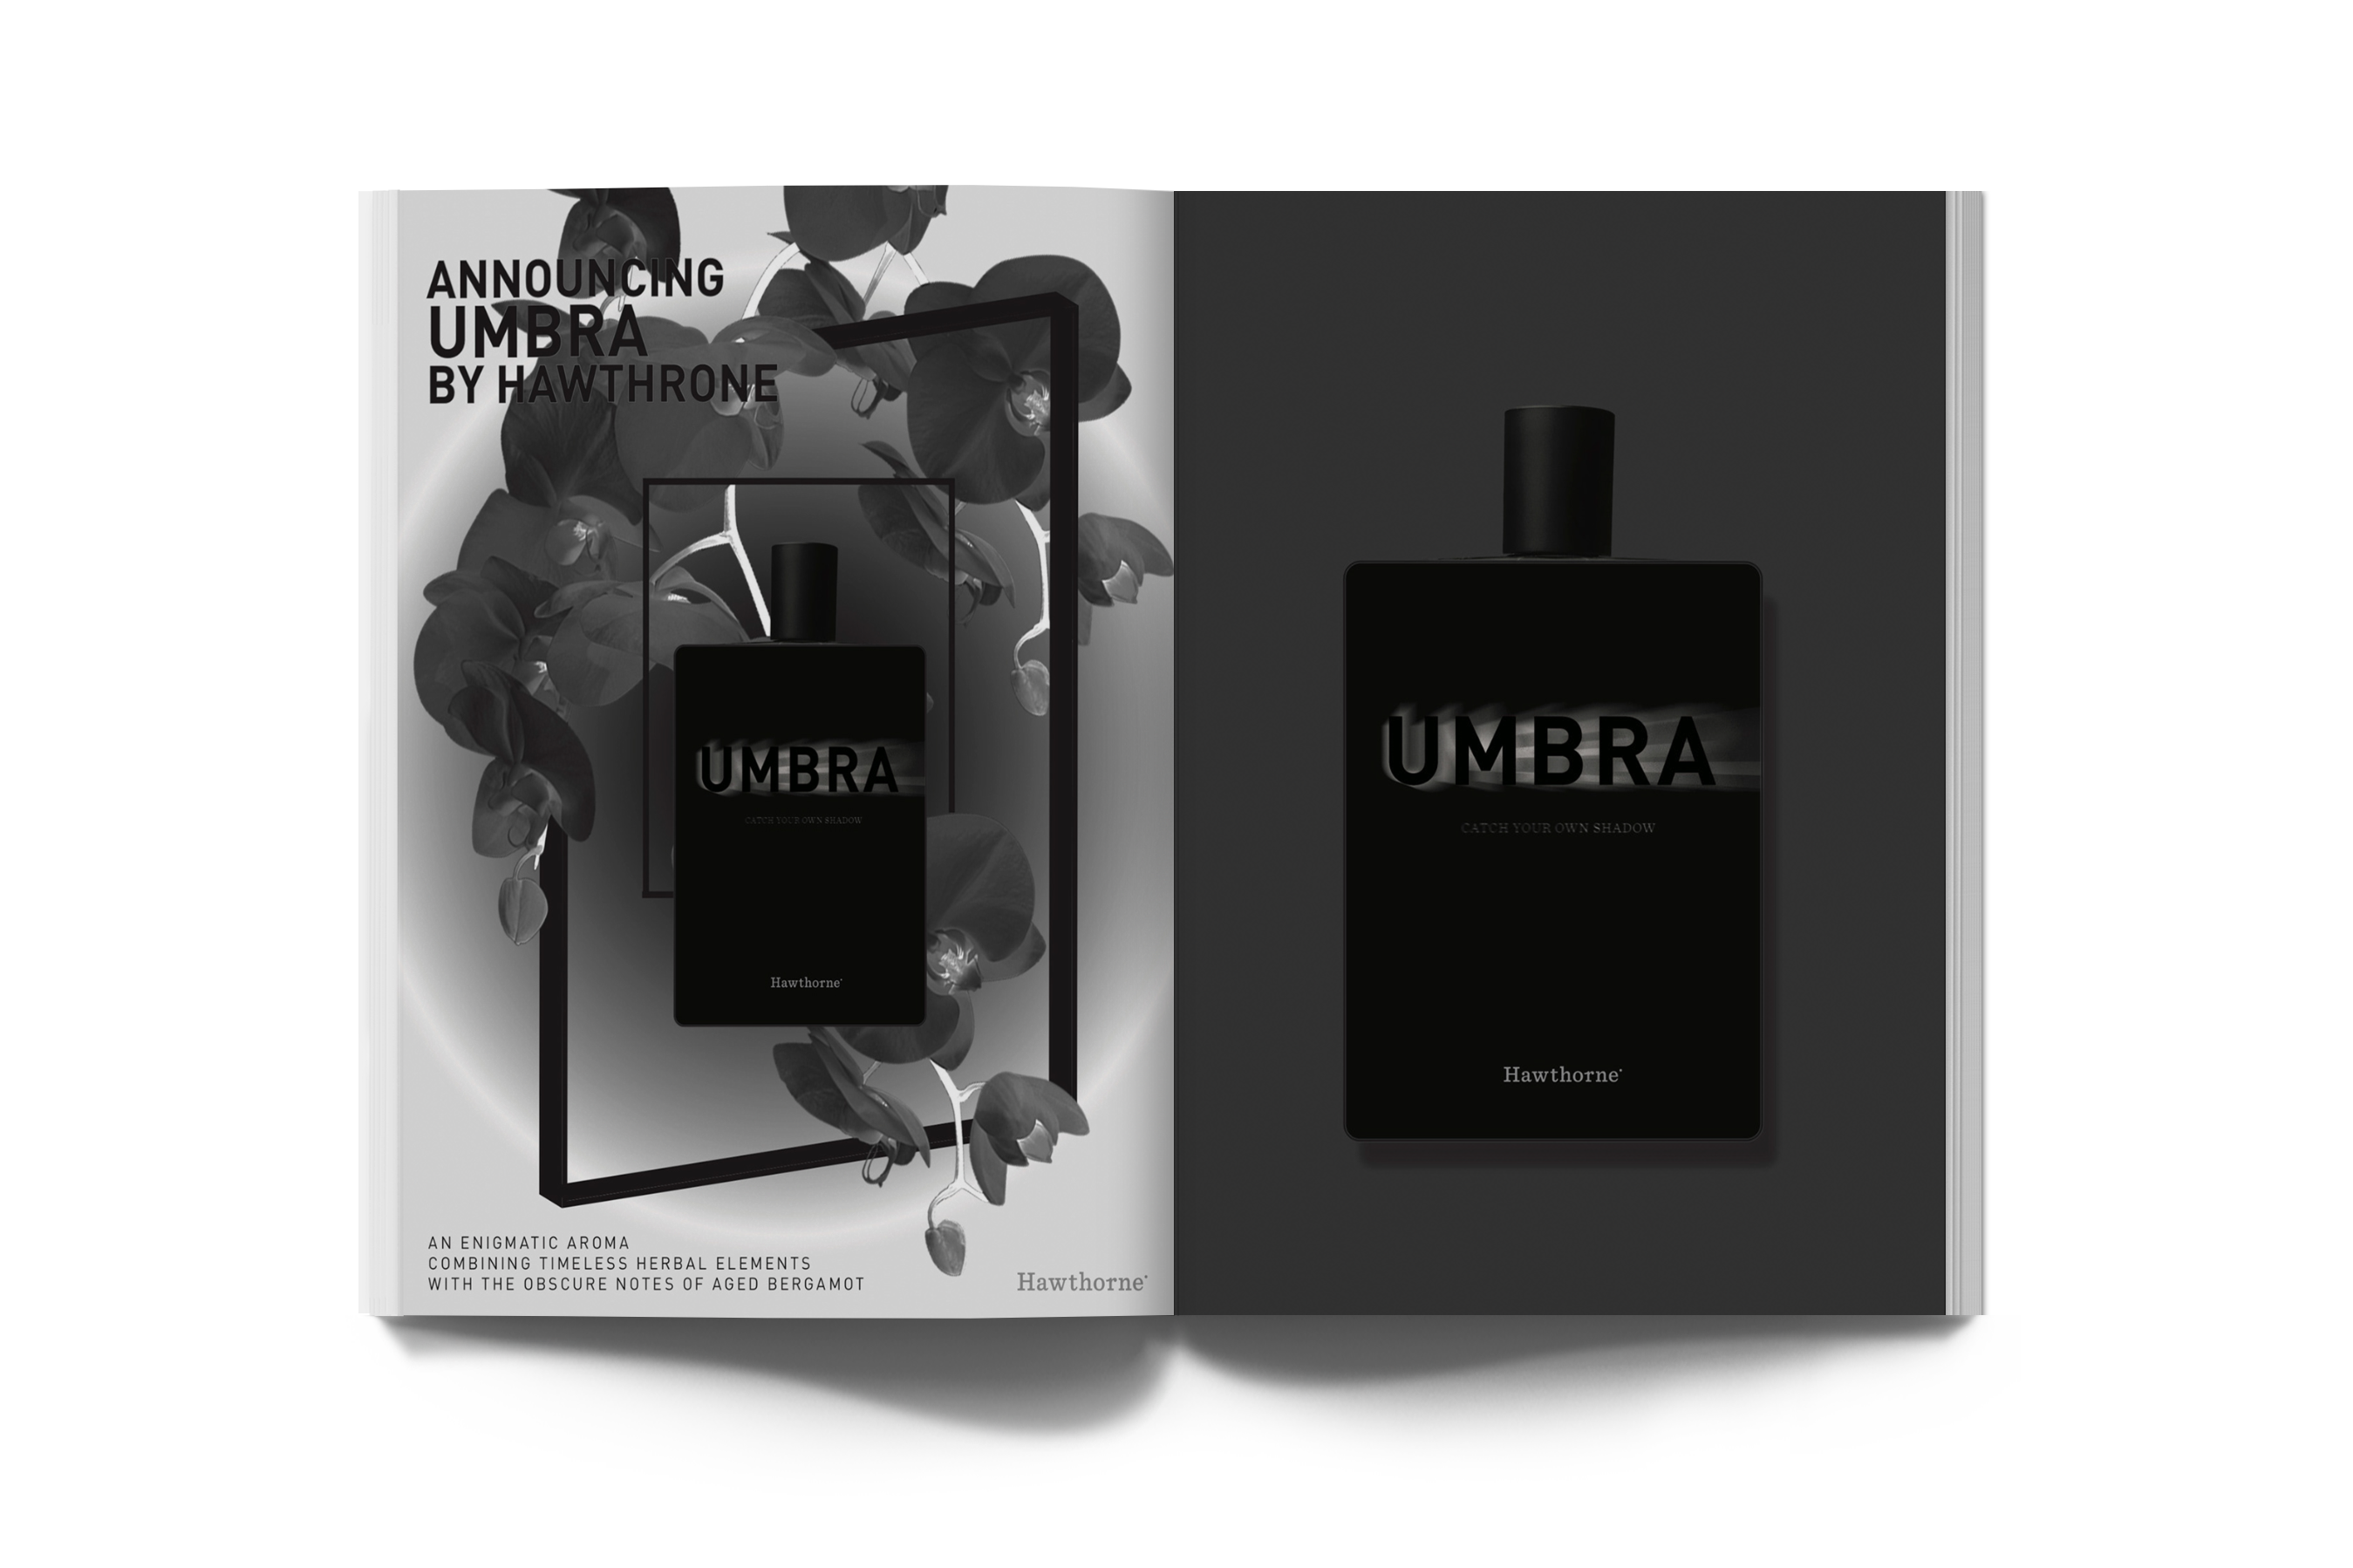 ANNOUNCING
UMBRA
BY HAWTHRONE
UMBRA
CATCH YOUR OWN SHADOW
Hawthorne
AN ENIGMATIC AROMA
COMBINING TIMELESS HERBAL ELEMENTS
WITH THE OBSCURE NOTES OF AGED BERGAMOT
Hawthorne
UMBRA
CATCH YOUR OWN SHADOW
Hawthorne